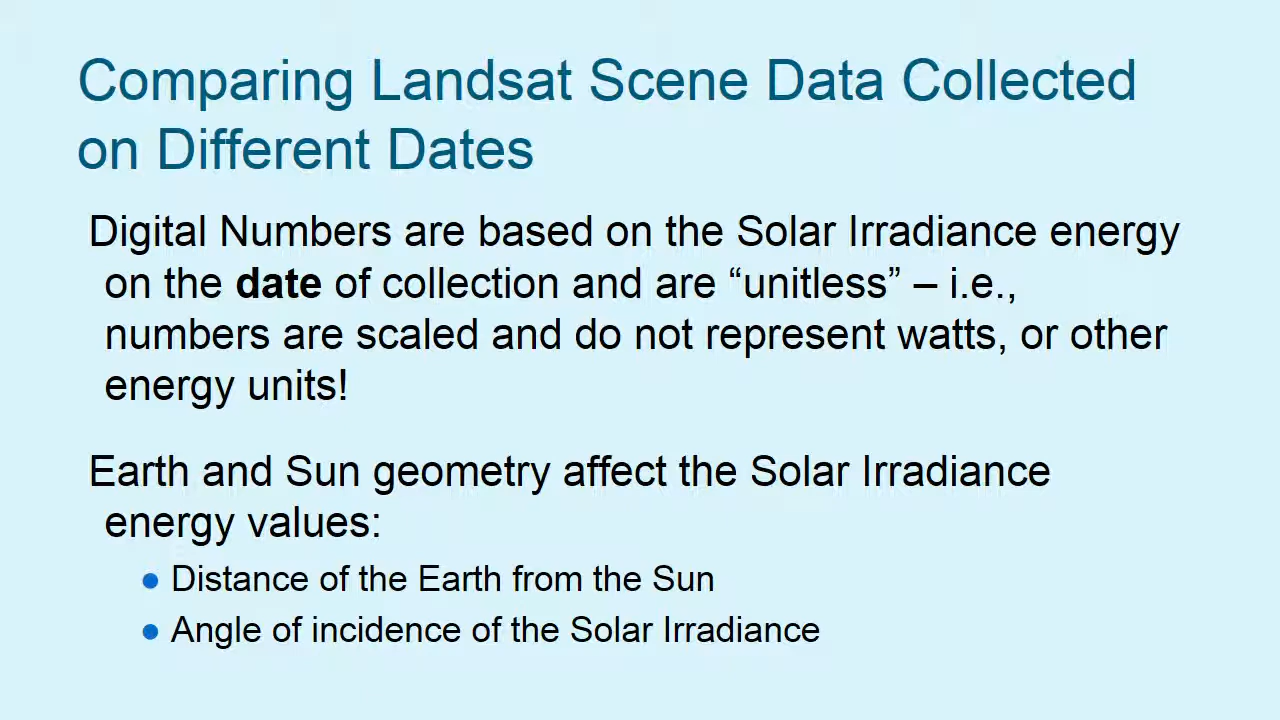 Comparing Landsat Scene Data Collected
on Different Dates
Digital Numbers are based on the Solar Irradiance energy
on the date of collection and are “unitless” – i.e.,
numbers are scaled and do not represent watts, or other
energy units!
Earth and Sun geometry affect the Solar Irradiance
energy values:
● Distance of the Earth from the Sun
● Angle of incidence of the Solar Irradiance